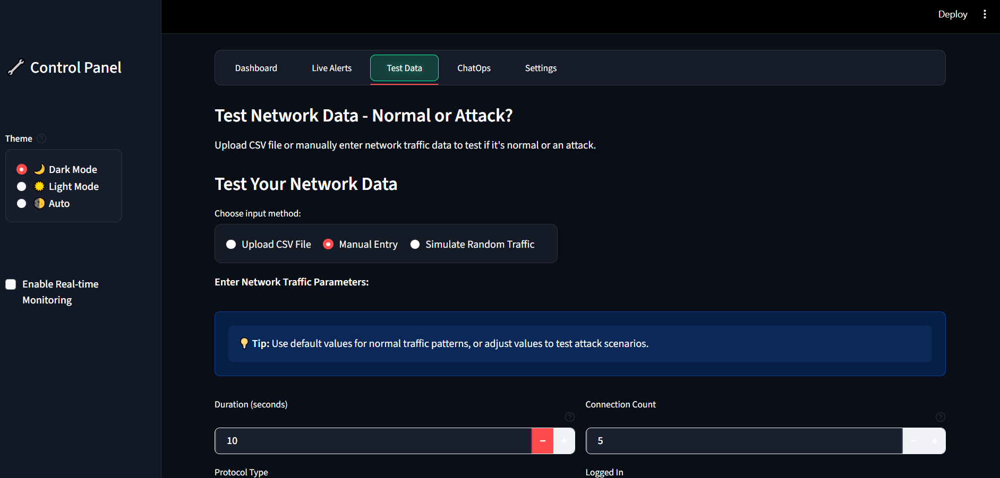 Deploy
Control Panel
Dashboard
Live Alerts
Test Data
ChatOps
Settings
Test Network Data - Normal or Attack?
Upload CSV file or manually enter network traffic data to test if it's normal or an attack.
Theme
Dark Mode
Light Mode
Auto
Enable Real-time
Monitoring
Test Your Network Data
Choose input method:
Upload CSV File
Manual Entry
Simulate Random Traffic
Enter Network Traffic Parameters:
Tip: Use default values for normal traffic patterns, or adjust values to test attack scenarios.
Duration (seconds)
10
Connection Count
5
Protocol Type
Logged In